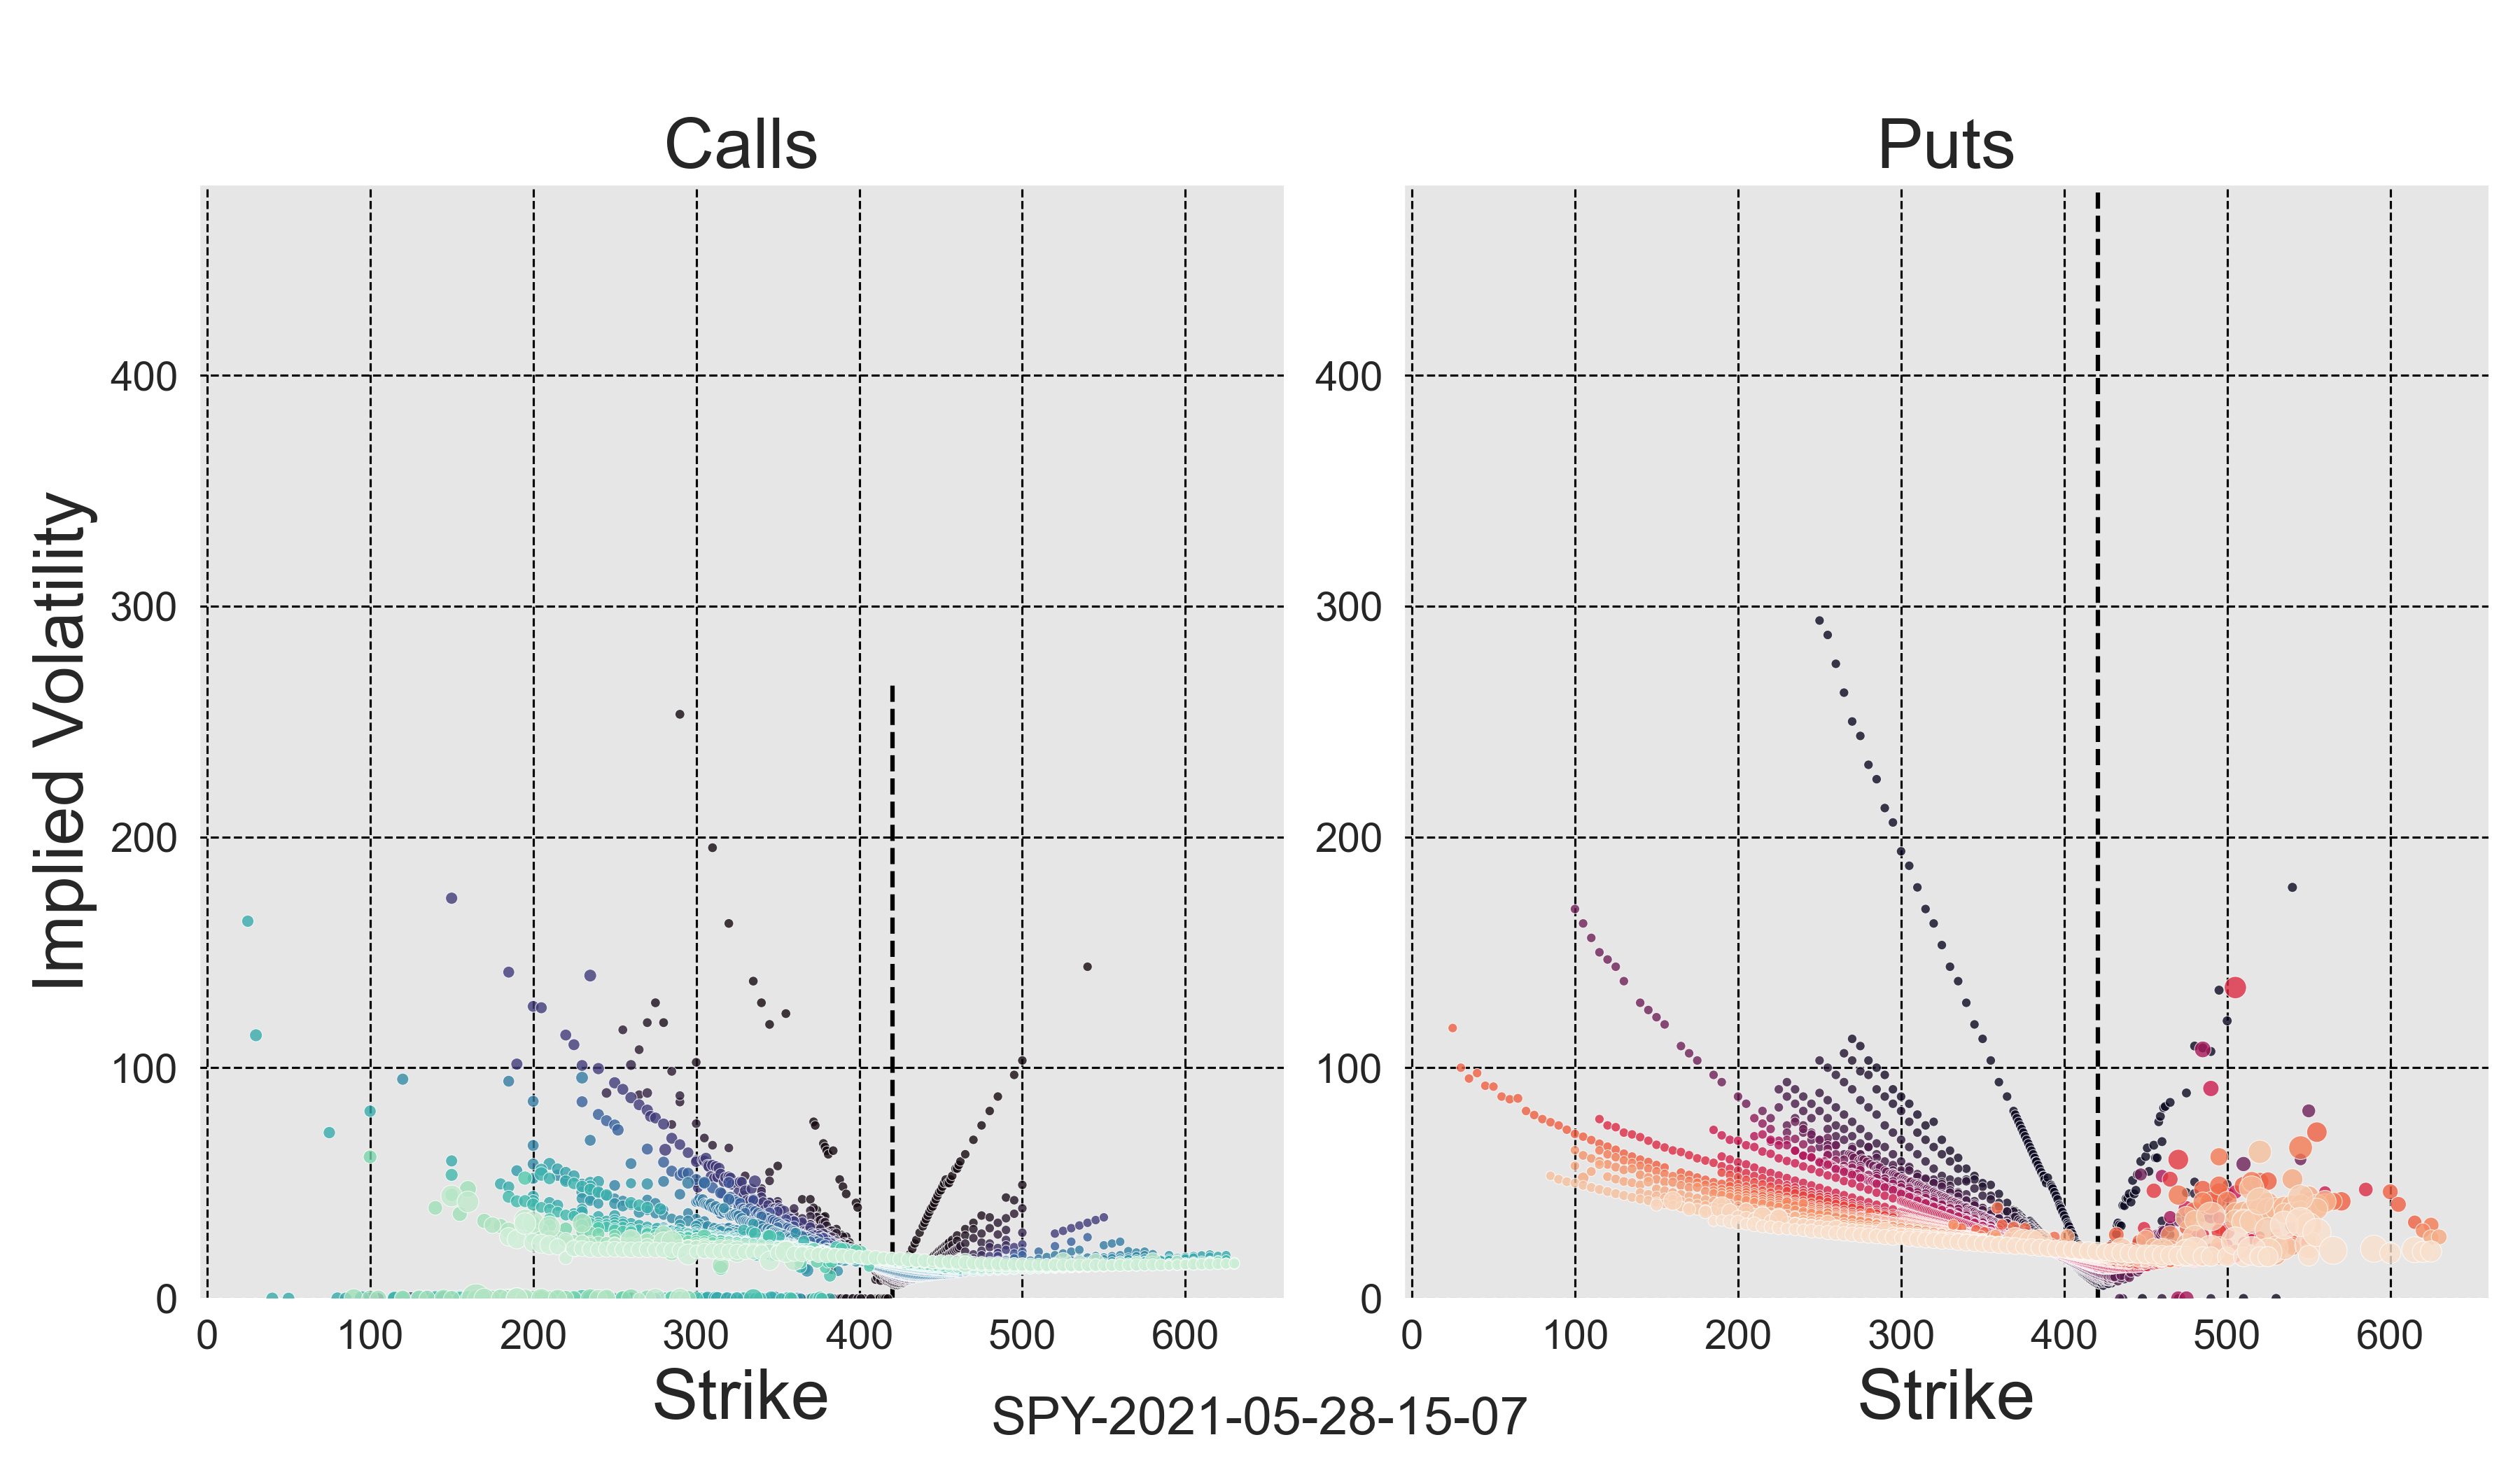 Calls Puts
Implied Volatility
400 400
300 300
200 200
100 100
0 0
0 100 200 300 400 500 600 0 100 200 300 400 500 600
Strike Strike
SPY-2021-05-28-15-07